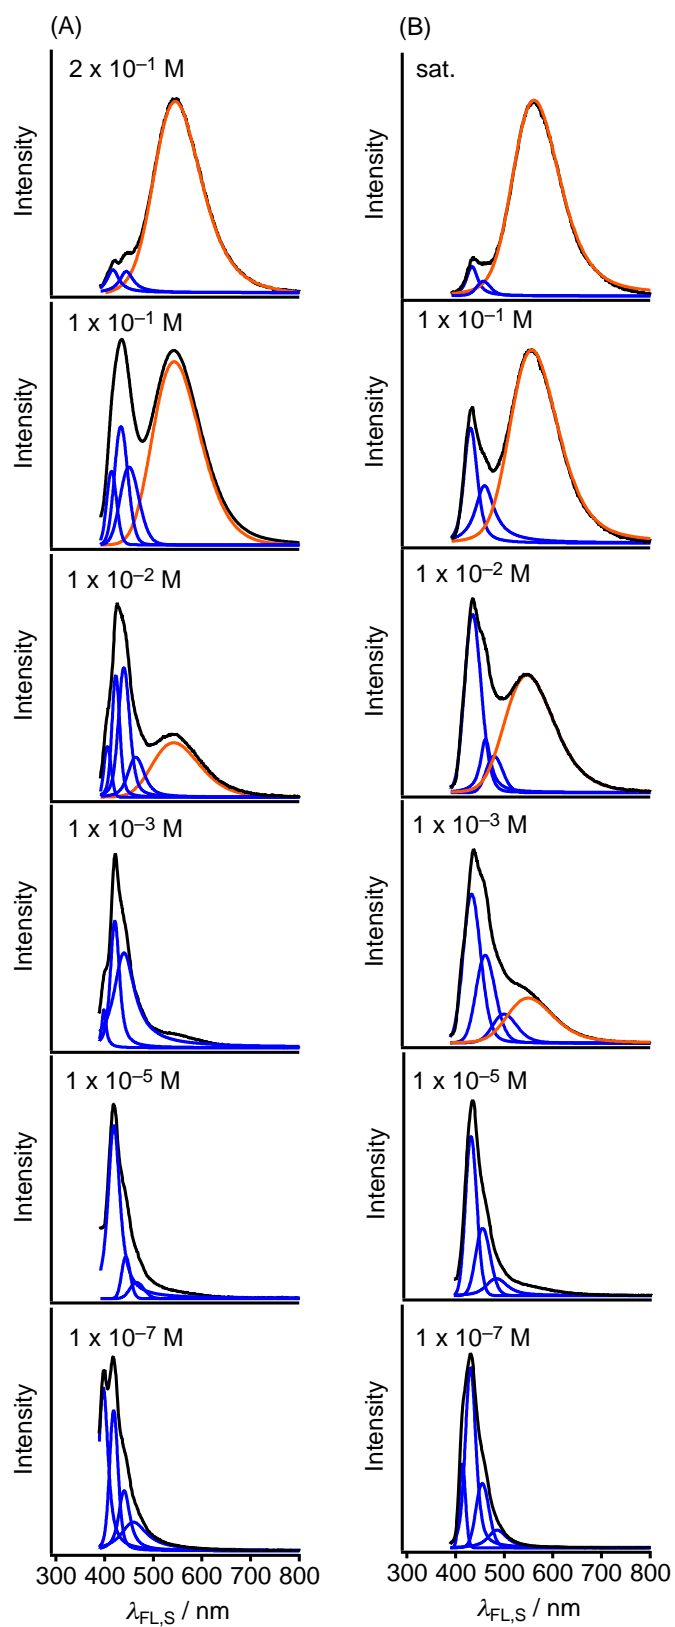 (A)
(B)
2 x 10⁻¹ M
sat.
Intensity
Intensity
1 x 10⁻¹ M
1 x 10⁻¹ M
Intensity
Intensity
1 x 10⁻² M
1 x 10⁻² M
Intensity
Intensity
1 x 10⁻³ M
1 x 10⁻³ M
Intensity
Intensity
1 x 10⁻⁵ M
1 x 10⁻⁵ M
Intensity
Intensity
1 x 10⁻⁷ M
1 x 10⁻⁷ M
Intensity
Intensity
300 400 500 600 700 800
300 400 500 600 700 800
λFL,S / nm
λFL,S / nm